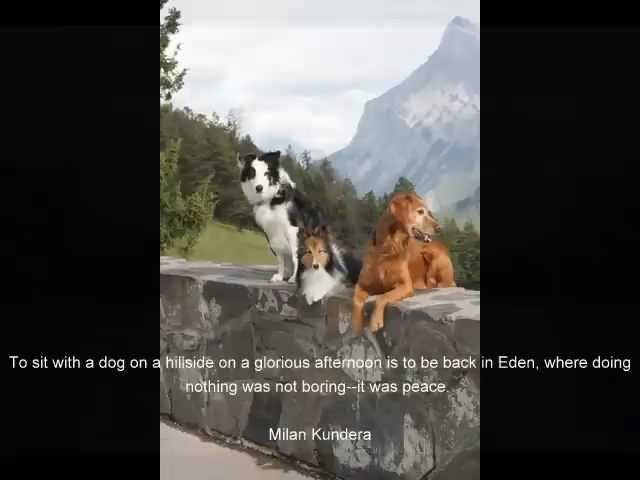 To sit with a dog on a hillside on a glorious afternoon is to be back in Eden, where doing
nothing was not boring--it was peace.
Milan Kundera